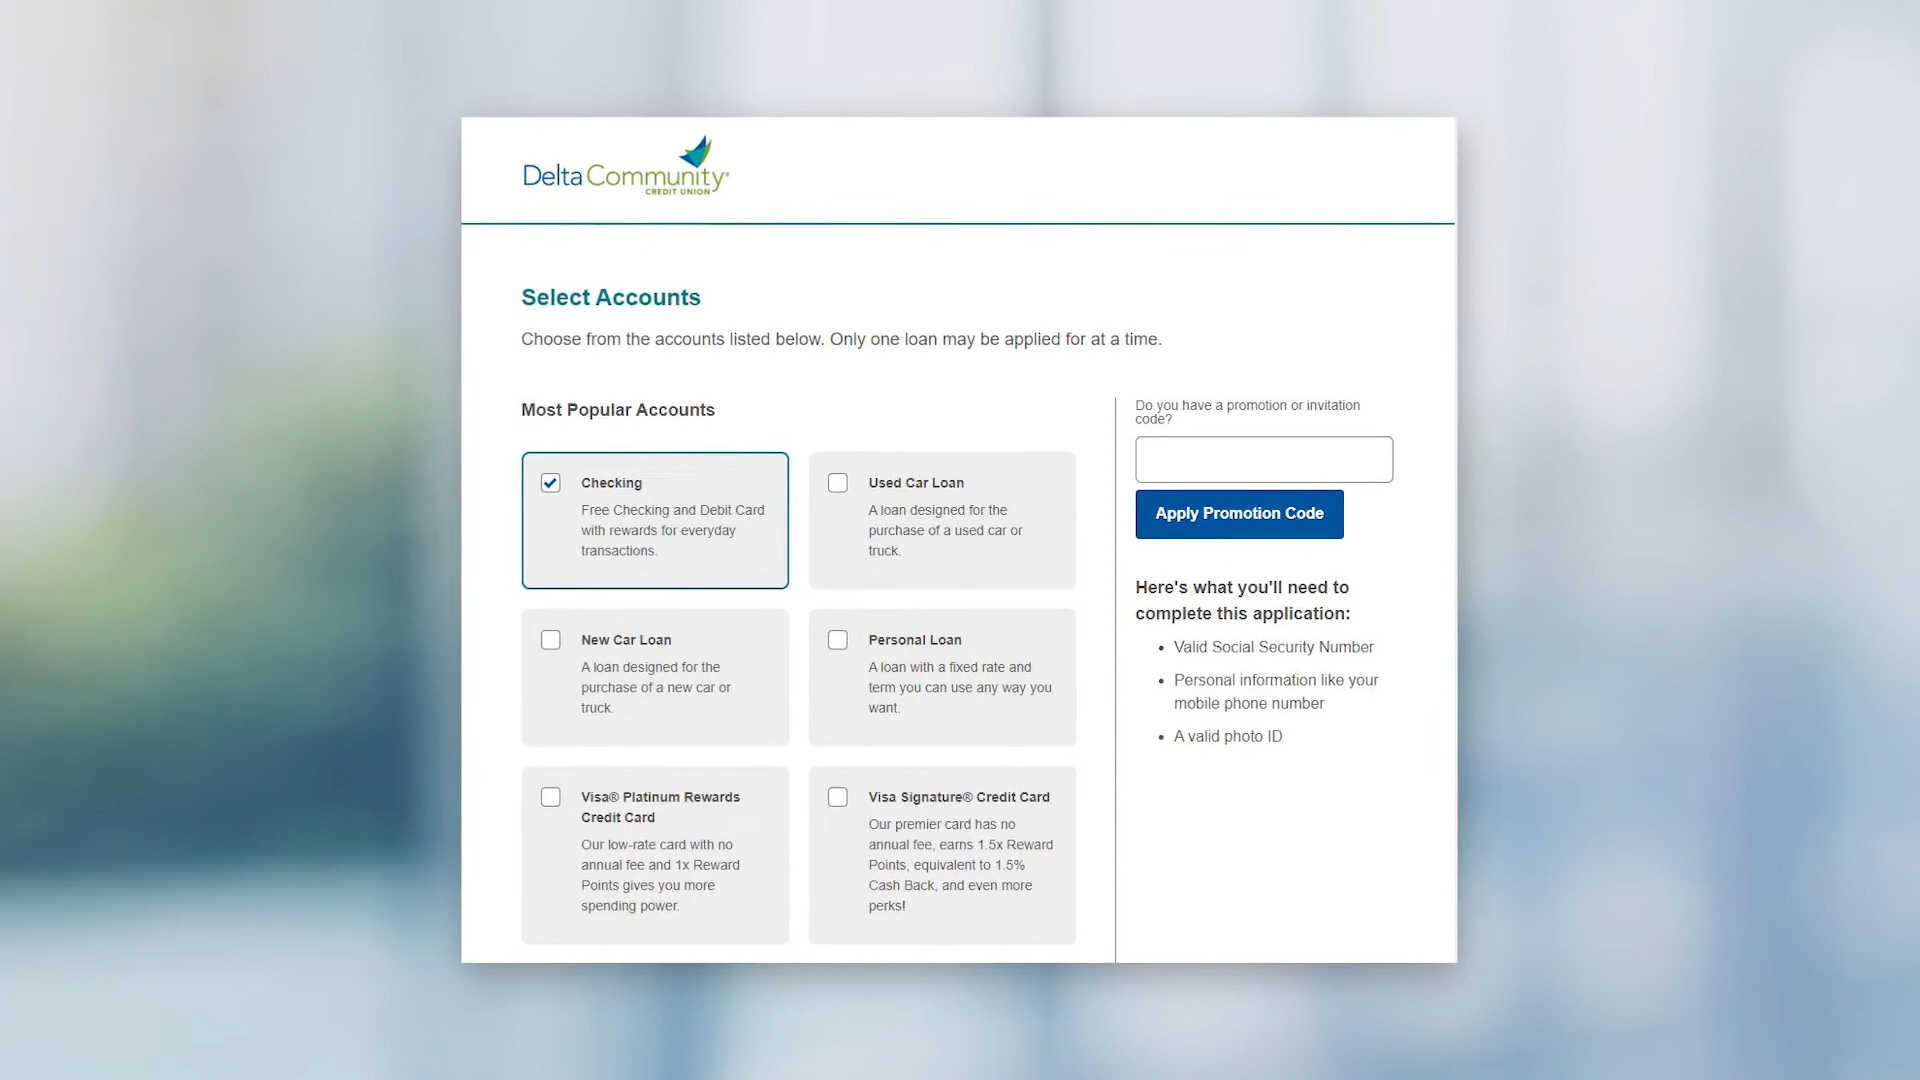 Delta Community®
CREDIT UNION
Select Accounts
Choose from the accounts listed below. Only one loan may be applied for at a time.
Most Popular Accounts
Checking
Free Checking and Debit Card
with rewards for everyday
transactions.
Used Car Loan
A loan designed for the
purchase of a used car or
truck.
New Car Loan
A loan designed for the
purchase of a new car or
truck.
Personal Loan
A loan with a fixed rate and
term you can use any way you
want.
Visa® Platinum Rewards
Credit Card
Our low-rate card with no
annual fee and 1x Reward
Points gives you more
spending power.
Visa Signature® Credit Card
Our premier card has no
annual fee, earns 1.5x Reward
Points, equivalent to 1.5%
Cash Back, and even more
perks!
Do you have a promotion or invitation
code?
Apply Promotion Code
Here's what you'll need to
complete this application:
• Valid Social Security Number
• Personal information like your
mobile phone number
• A valid photo ID